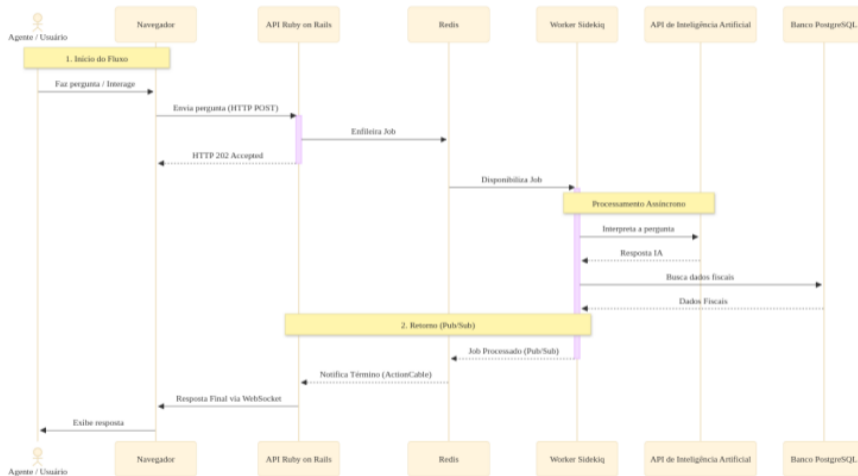 Agente / Usuário
Navegador
API Ruby on Rails
Redis
Worker Sidekiq
API de Inteligência Artificial
Banco PostgreSQL
1. Início do Fluxo
Faz pergunta / Interage
Envia pergunta (HTTP POST)
Enfileira Job
HTTP 202 Accepted
Disponibiliza Job
Processamento Assíncrono
Interpreta a pergunta
Resposta IA
Busca dados fiscais
Dados Fiscais
2. Retorno (Pub/Sub)
Job Processado (Pub/Sub)
Notifica Término (ActionCable)
Resposta Final via WebSocket
Exibe resposta
Agente / Usuário
Navegador
API Ruby on Rails
Redis
Worker Sidekiq
API de Inteligência Artificial
Banco PostgreSQL